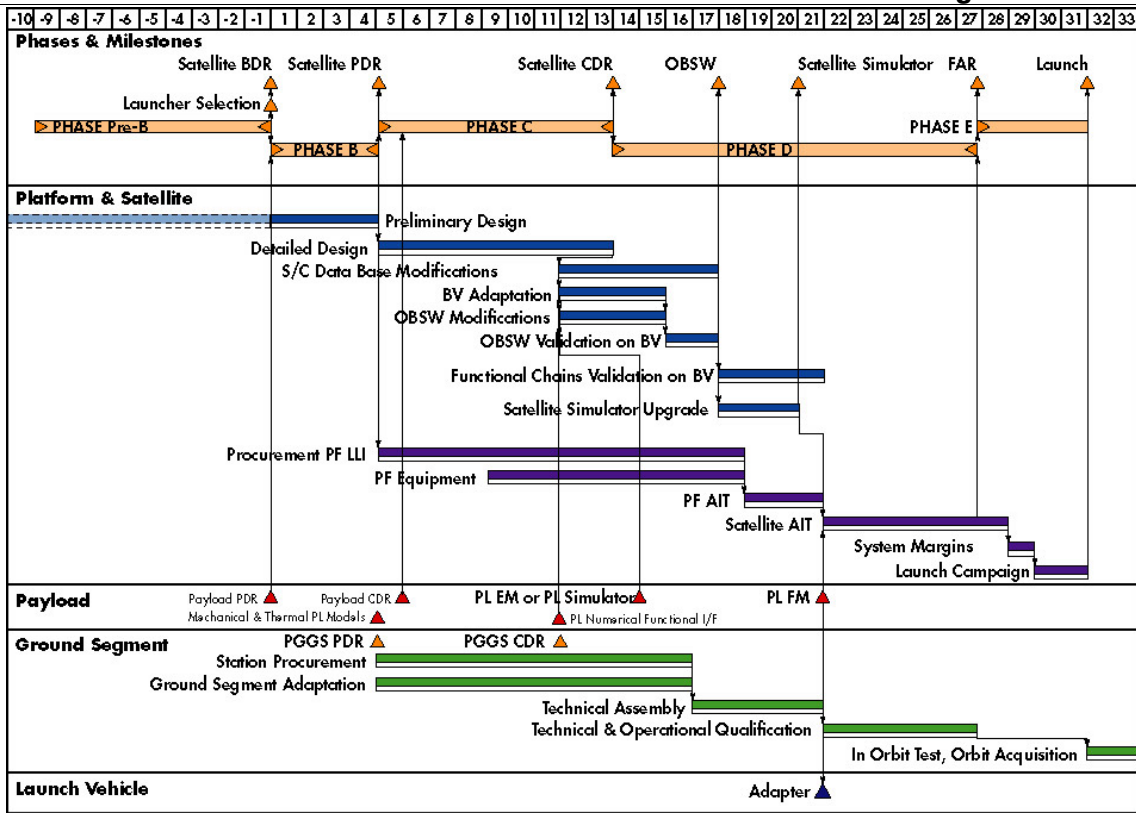 -10 -9 -8 -7 -6 -5 -4 -3 -2 -1 1 2 3 4 5 6 7 8 9 10 11 12 13 14 15 16 17 18 19 20 21 22 23 24 25 26 27 28 29 30 31 32 33
Phases & Milestones
Satellite BDR Satellite PDR Satellite CDR OBSW Satellite Simulator FAR Launch
Launcher Selection
PHASE Pre-B PHASE C PHASE E
PHASE B PHASE D
Platform & Satellite
Preliminary Design
Detailed Design
S/C Data Base Modifications
BV Adaptation
OBSW Modifications
OBSW Validation on BV
Functional Chains Validation on BV
Satellite Simulator Upgrade
Procurement PF LLI
PF Equipment
PF AIT
Satellite AIT
System Margins
Launch Campaign
Payload Payload PDR Payload CDR PL EM or PL Simulator PL FM
Mechanical & Thermal PL Models PL Numerical Functional I/F
Ground Segment PGGS PDR PGGS CDR
Station Procurement
Ground Segment Adaptation
Technical Assembly
Technical & Operational Qualification
In Orbit Test, Orbit Acquisition
Launch Vehicle Adapter